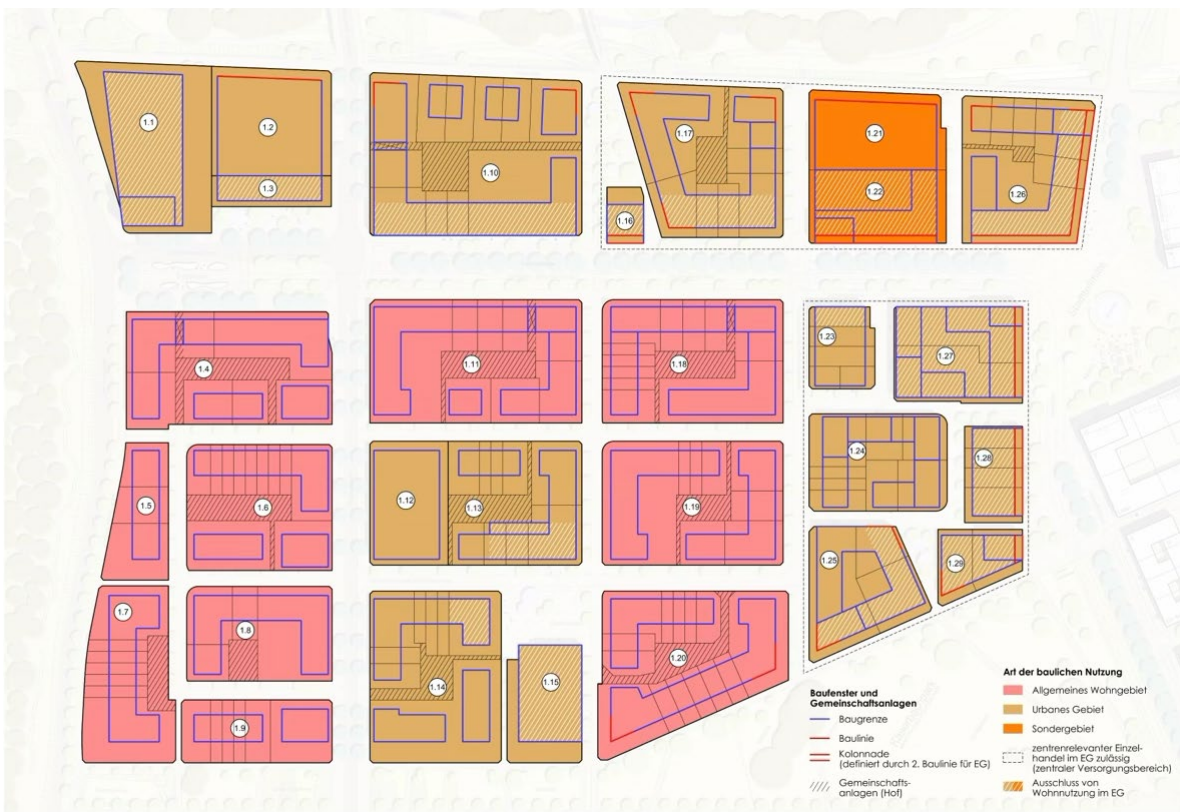 1.1
1.2
1.3
1.10
1.17
1.16
1.21
1.22
1.26
1.4
1.11
1.18
1.23
1.27
1.5
1.6
1.12
1.13
1.19
1.24
1.28
1.7
1.8
1.9
1.14
1.15
1.20
1.25
1.29
Baufenster und
Gemeinschaftsanlagen
Baugrenze
Baulinie
Kolonnade
(definiert durch 2. Baulinie für EG)
Gemeinschafts-
anlagen (Hof)
Art der baulichen Nutzung
Allgemeines Wohngebiet
Urbanes Gebiet
Sondergebiet
zentrenrelevanter Einzel-
handel im EG zulässig
(zentraler Versorgungsbereich)
Ausschluss von
Wohnnutzung im EG